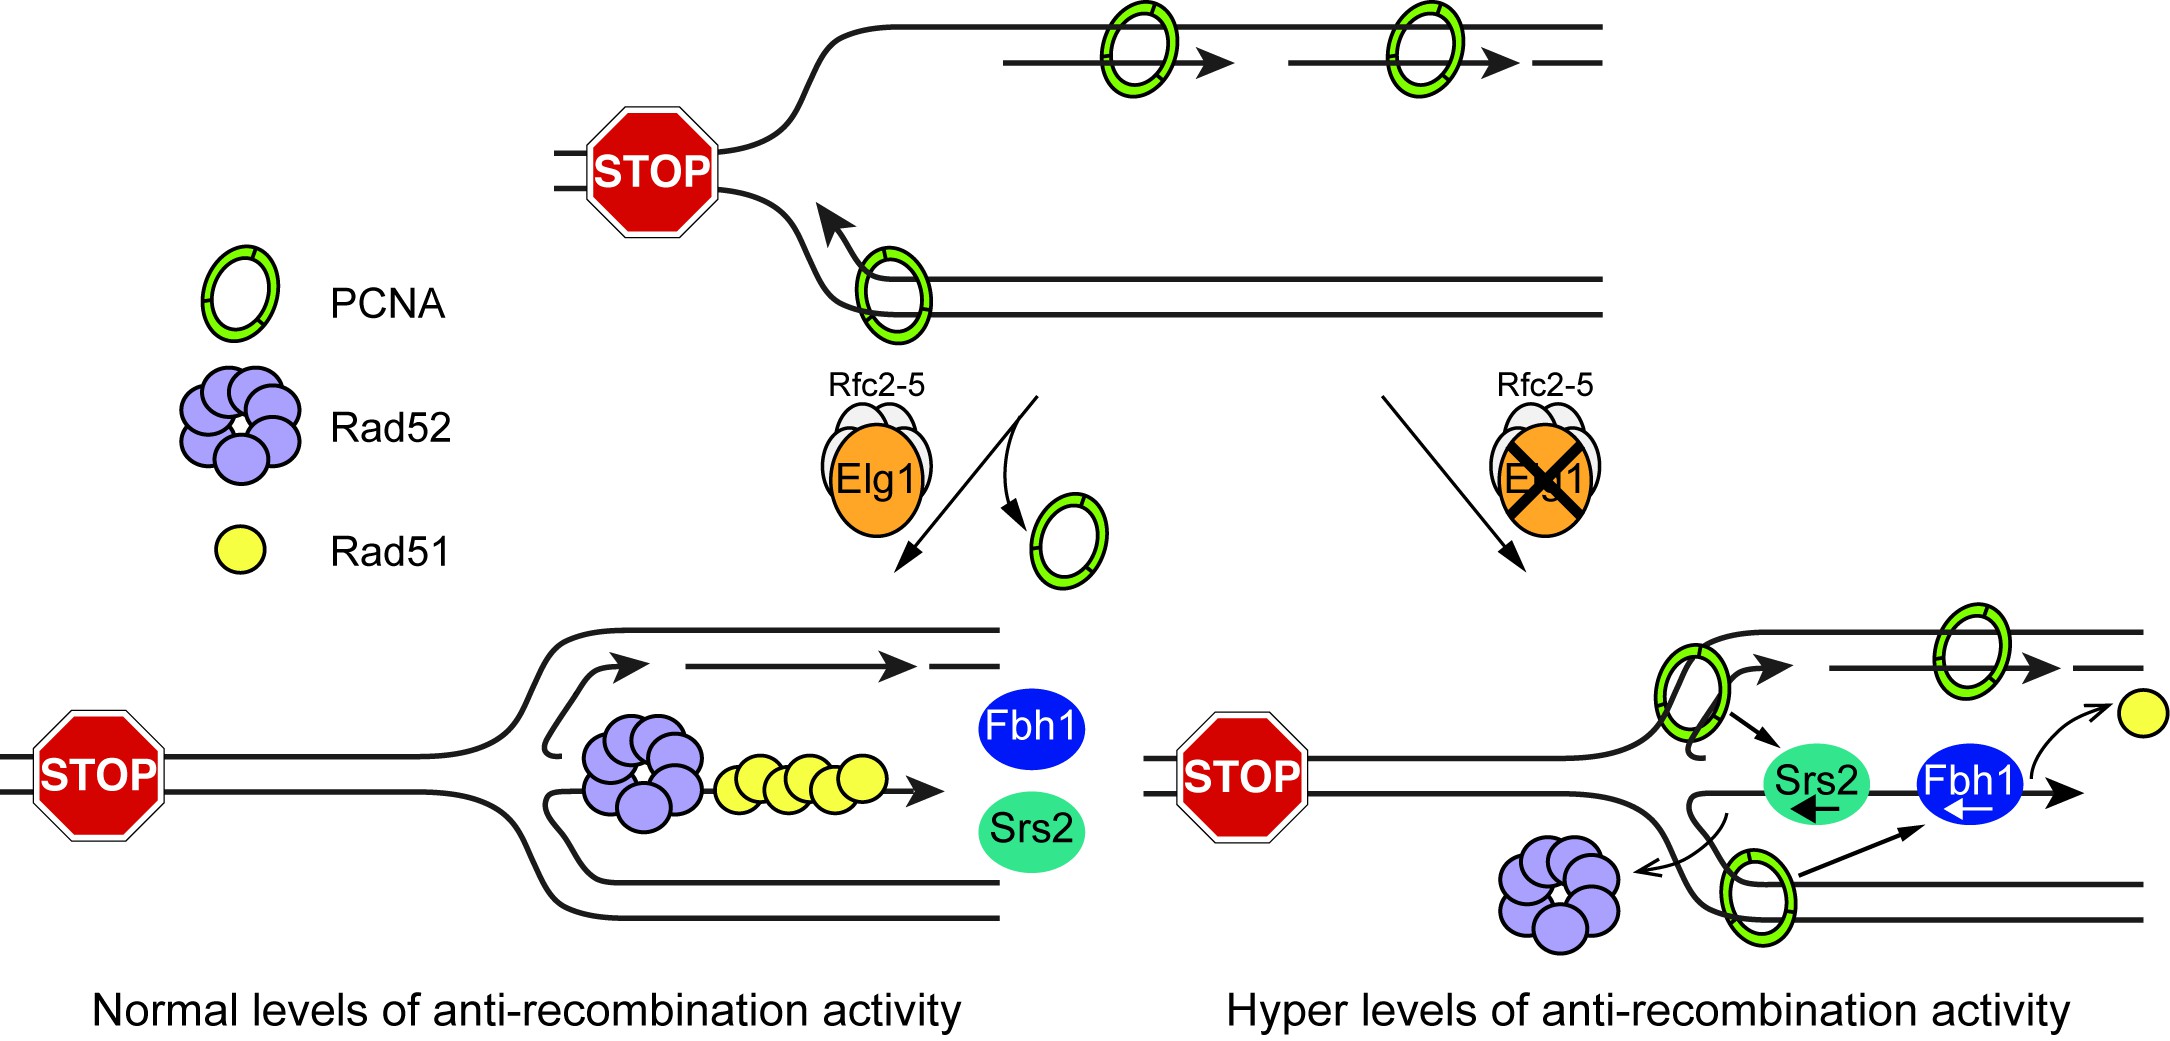 STOP
PCNA
Rad52
Rad51
Rfc2-5
Elg1
Rfc2-5
Elg1
STOP
Fbh1
Srs2
STOP
Srs2
Fbh1
Normal levels of anti-recombination activity
Hyper levels of anti-recombination activity